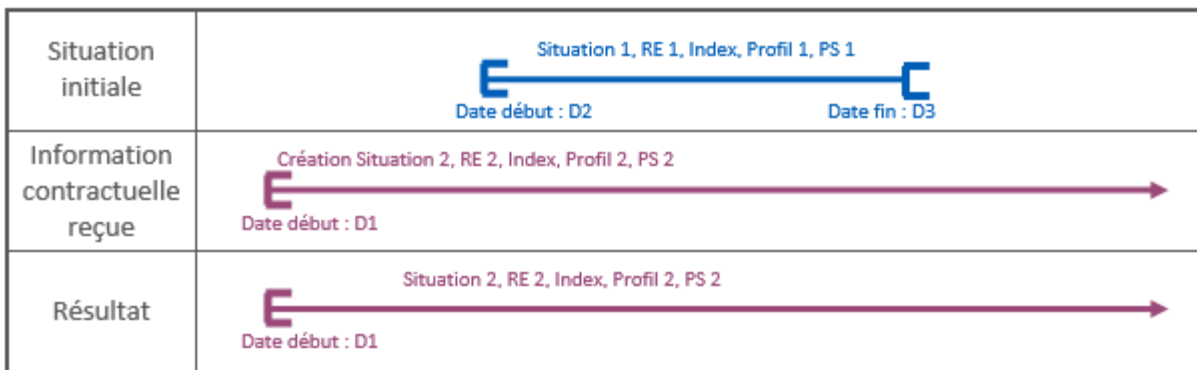 Situation
initiale
Situation 1, RE 1, Index, Profil 1, PS 1
Date début : D2
Date fin : D3
Information
contractuelle
reçue
Création Situation 2, RE 2, Index, Profil 2, PS 2
Date début : D1
Résultat
Situation 2, RE 2, Index, Profil 2, PS 2
Date début : D1